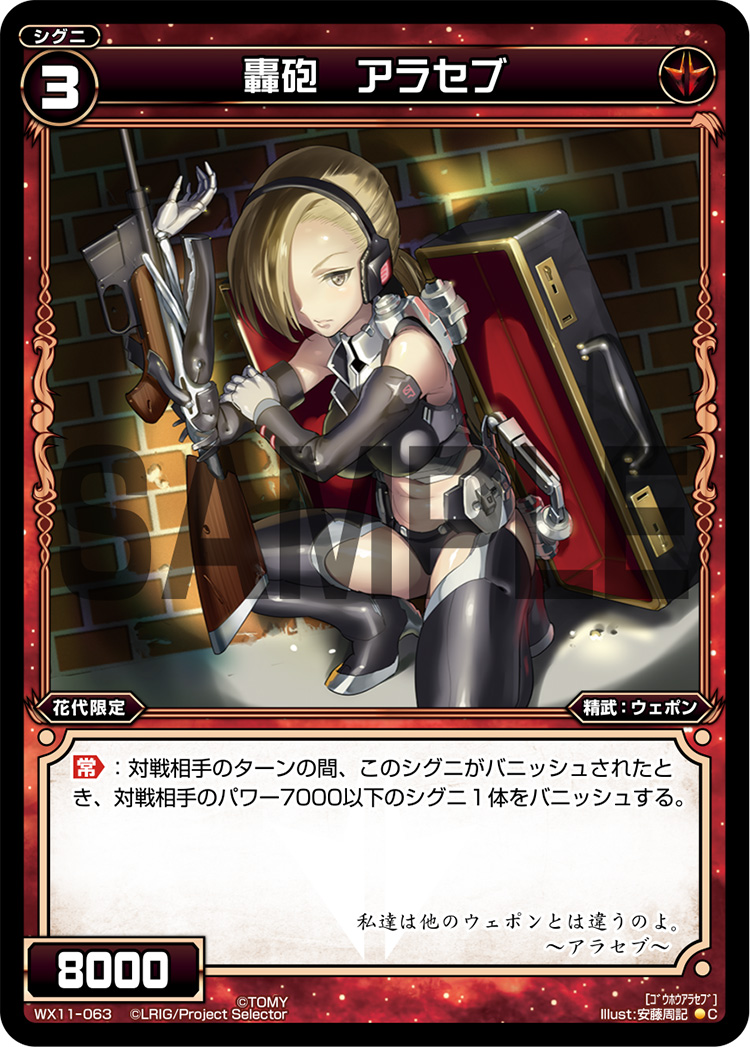 シグニ
3
轟砲　アラセブ
SAMPLE
花代限定
精武：ウェポン
常：対戦相手のターンの間、このシグニがバニッシュされたと
き、対戦相手のパワー7000以下のシグニ１体をバニッシュする。
私達は他のウェポンとは違うのよ。
～アラセブ～
8000
WX11-063 ©LRIG/Project Selector
©TOMY
[ｺﾞｳﾎｳｱﾗｾﾌﾞ]
Illust:安藤周記 C